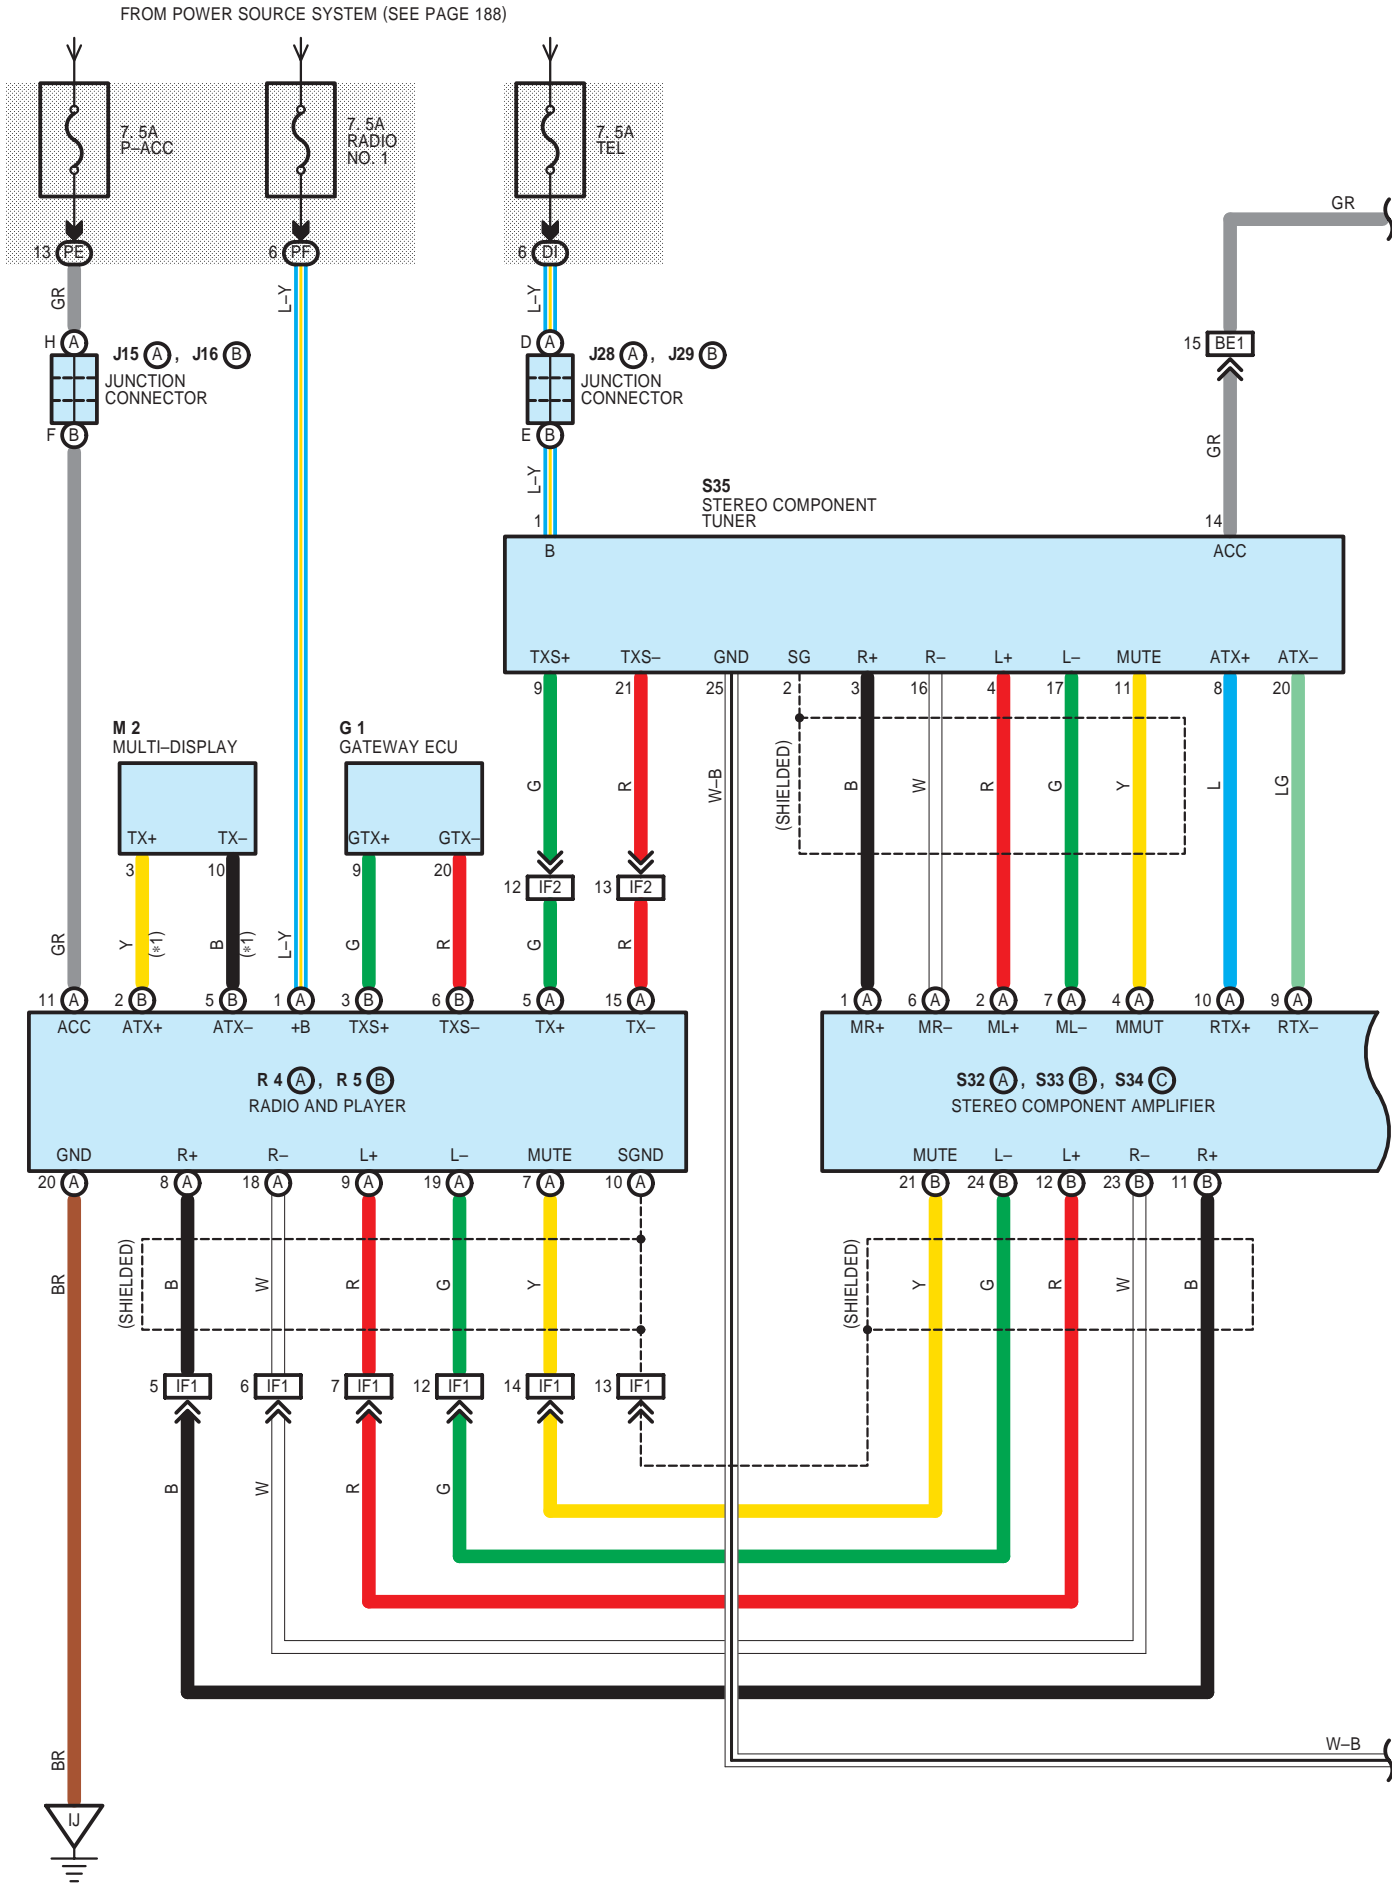 FROM POWER SOURCE SYSTEM (SEE PAGE 188)
7. 5A
P–ACC
7. 5A
RADIO
NO. 1
7. 5A
TEL
GR
13 PE
6 PF
6 DI
GR
L–Y
L–Y
H A
J15 A , J16 B
JUNCTION
CONNECTOR
F B
D A
J28 A , J29 B
JUNCTION
CONNECTOR
E B
15 BE1
L–Y
GR
S35
STEREO COMPONENT
TUNER
1
14
B
ACC
TXS+ TXS– GND SG R+ R– L+ L– MUTE ATX+ ATX–
9 21 25 2 3 16 4 17 11 8 20
M 2
MULTI–DISPLAY
G 1
GATEWAY ECU
G R W–B (SHIELDED) B W R G Y L LG
TX+ TX– GTX+ GTX–
3 10 9 20
12 IF2 13 IF2
GR Y (*1) B (*1) L–Y G R G R
11 A 2 B 5 B 1 A 3 B 6 B 5 A 15 A
1 A 6 A 2 A 7 A 4 A 10 A 9 A
ACC ATX+ ATX– +B TXS+ TXS– TX+ TX–
MR+ MR– ML+ ML– MMUT RTX+ RTX–
R 4 A , R 5 B
RADIO AND PLAYER
S32 A , S33 B , S34 C
STEREO COMPONENT AMPLIFIER
GND R+ R– L+ L– MUTE SGND
MUTE L– L+ R– R+
20 A 8 A 18 A 9 A 19 A 7 A 10 A
21 B 24 B 12 B 23 B 11 B
BR (SHIELDED) B W R G Y
(SHIELDED) Y G R W B
5 IF1 6 IF1 7 IF1 12 IF1 14 IF1 13 IF1
B W R G
BR
W–B
IJ